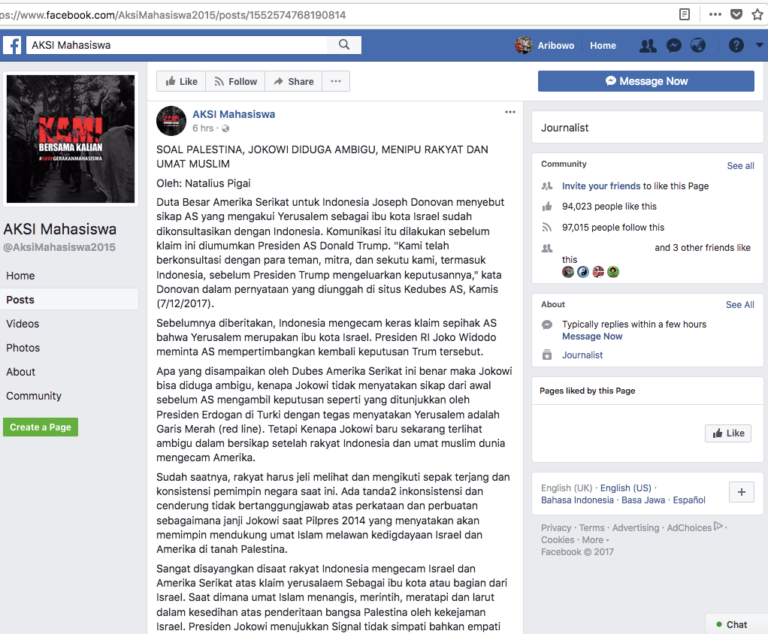 ps://www.facebook.com/AksiMahasiswa2015/posts/1552574768190814
AKSI Mahasiswa
Aribowo
Home
KAMI
BERSAMA KALIAN
AKSI Mahasiswa
@AksiMahasiswa2015
Home
Posts
Videos
Photos
About
Community
Create a Page
Like
Follow
Share
AKSI Mahasiswa
6 hrs ·
SOAL PALESTINA, JOKOWI DIDUGA AMBIGU, MENIPU RAKYAT DAN
UMAT MUSLIM
Oleh: Natalius Pigai
Duta Besar Amerika Serikat untuk Indonesia Joseph Donovan menyebut
sikap AS yang mengakui Yerusalem sebagai ibu kota Israel sudah
dikonsultasikan dengan Indonesia. Komunikasi itu dilakukan sebelum
klaim ini diumumkan Presiden AS Donald Trump. "Kami telah
berkonsultasi dengan para teman, mitra, dan sekutu kami, termasuk
Indonesia, sebelum Presiden Trump mengeluarkan keputusannya," kata
Donovan dalam pernyataan yang diunggah di situs Kedubes AS, Kamis
(7/12/2017).
Sebelumnya diberitakan, Indonesia mengecam keras klaim sepihak AS
bahwa Yerusalem merupakan ibu kota Israel. Presiden RI Joko Widodo
meminta AS mempertimbangkan kembali keputusan Trum tersebut.
Apa yang disampaikan oleh Dubes Amerika Serikat ini benar maka Jokowi
bisa diduga ambigu, kenapa Jokowi tidak menyatakan sikap dari awal
sebelum AS mengambil keputusan seperti yang ditunjukkan oleh
Presiden Erdogan di Turki dengan tegas menyatakan Yerusalem adalah
Garis Merah (red line). Tetapi Kenapa Jokowi baru sekarang terlihat
ambigu dalam bersikap setelah rakyat Indonesia dan umat muslim dunia
mengecam Amerika.
Sudah saatnya, rakyat harus jeli melihat dan mengikuti sepak terjang dan
konsistensi pemimpin negara saat ini. Ada tanda2 inkonsistensi dan
cenderung tidak bertanggungjawab atas perkataan dan perbuatan
sebagaimana janji Jokowi saat Pilpres 2014 yang menyatakan akan
memimpin mendukung umat Islam melawan kedigdayaan Israel dan
Amerika di tanah Palestina.
Sangat disayangkan disaat rakyat Indonesia mengecam Israel dan
Amerika Serikat atas klaim yerusalaem Sebagai ibu kota atau bagian dari
Israel. Saat dimana umat Islam menangis, merintih, meratapi dan larut
dalam kesedihan atas penderitaan bangsa Palestina oleh kekejaman
Israel. Presiden Jokowi menujukkan Signal tidak simpati bahkan empati
Message Now
Journalist
Community
See all
Invite your friends to like this Page
94,023 people like this
97,015 people follow this
and 3 other friends like
this
About
See All
Typically replies within a few hours
Message Now
Journalist
Pages liked by this Page
Like
English (UK) · English (US) ·
Bahasa Indonesia · Basa Jawa · Español
Privacy · Terms · Advertising · AdChoices ·
Cookies · More
Facebook © 2017
Chat